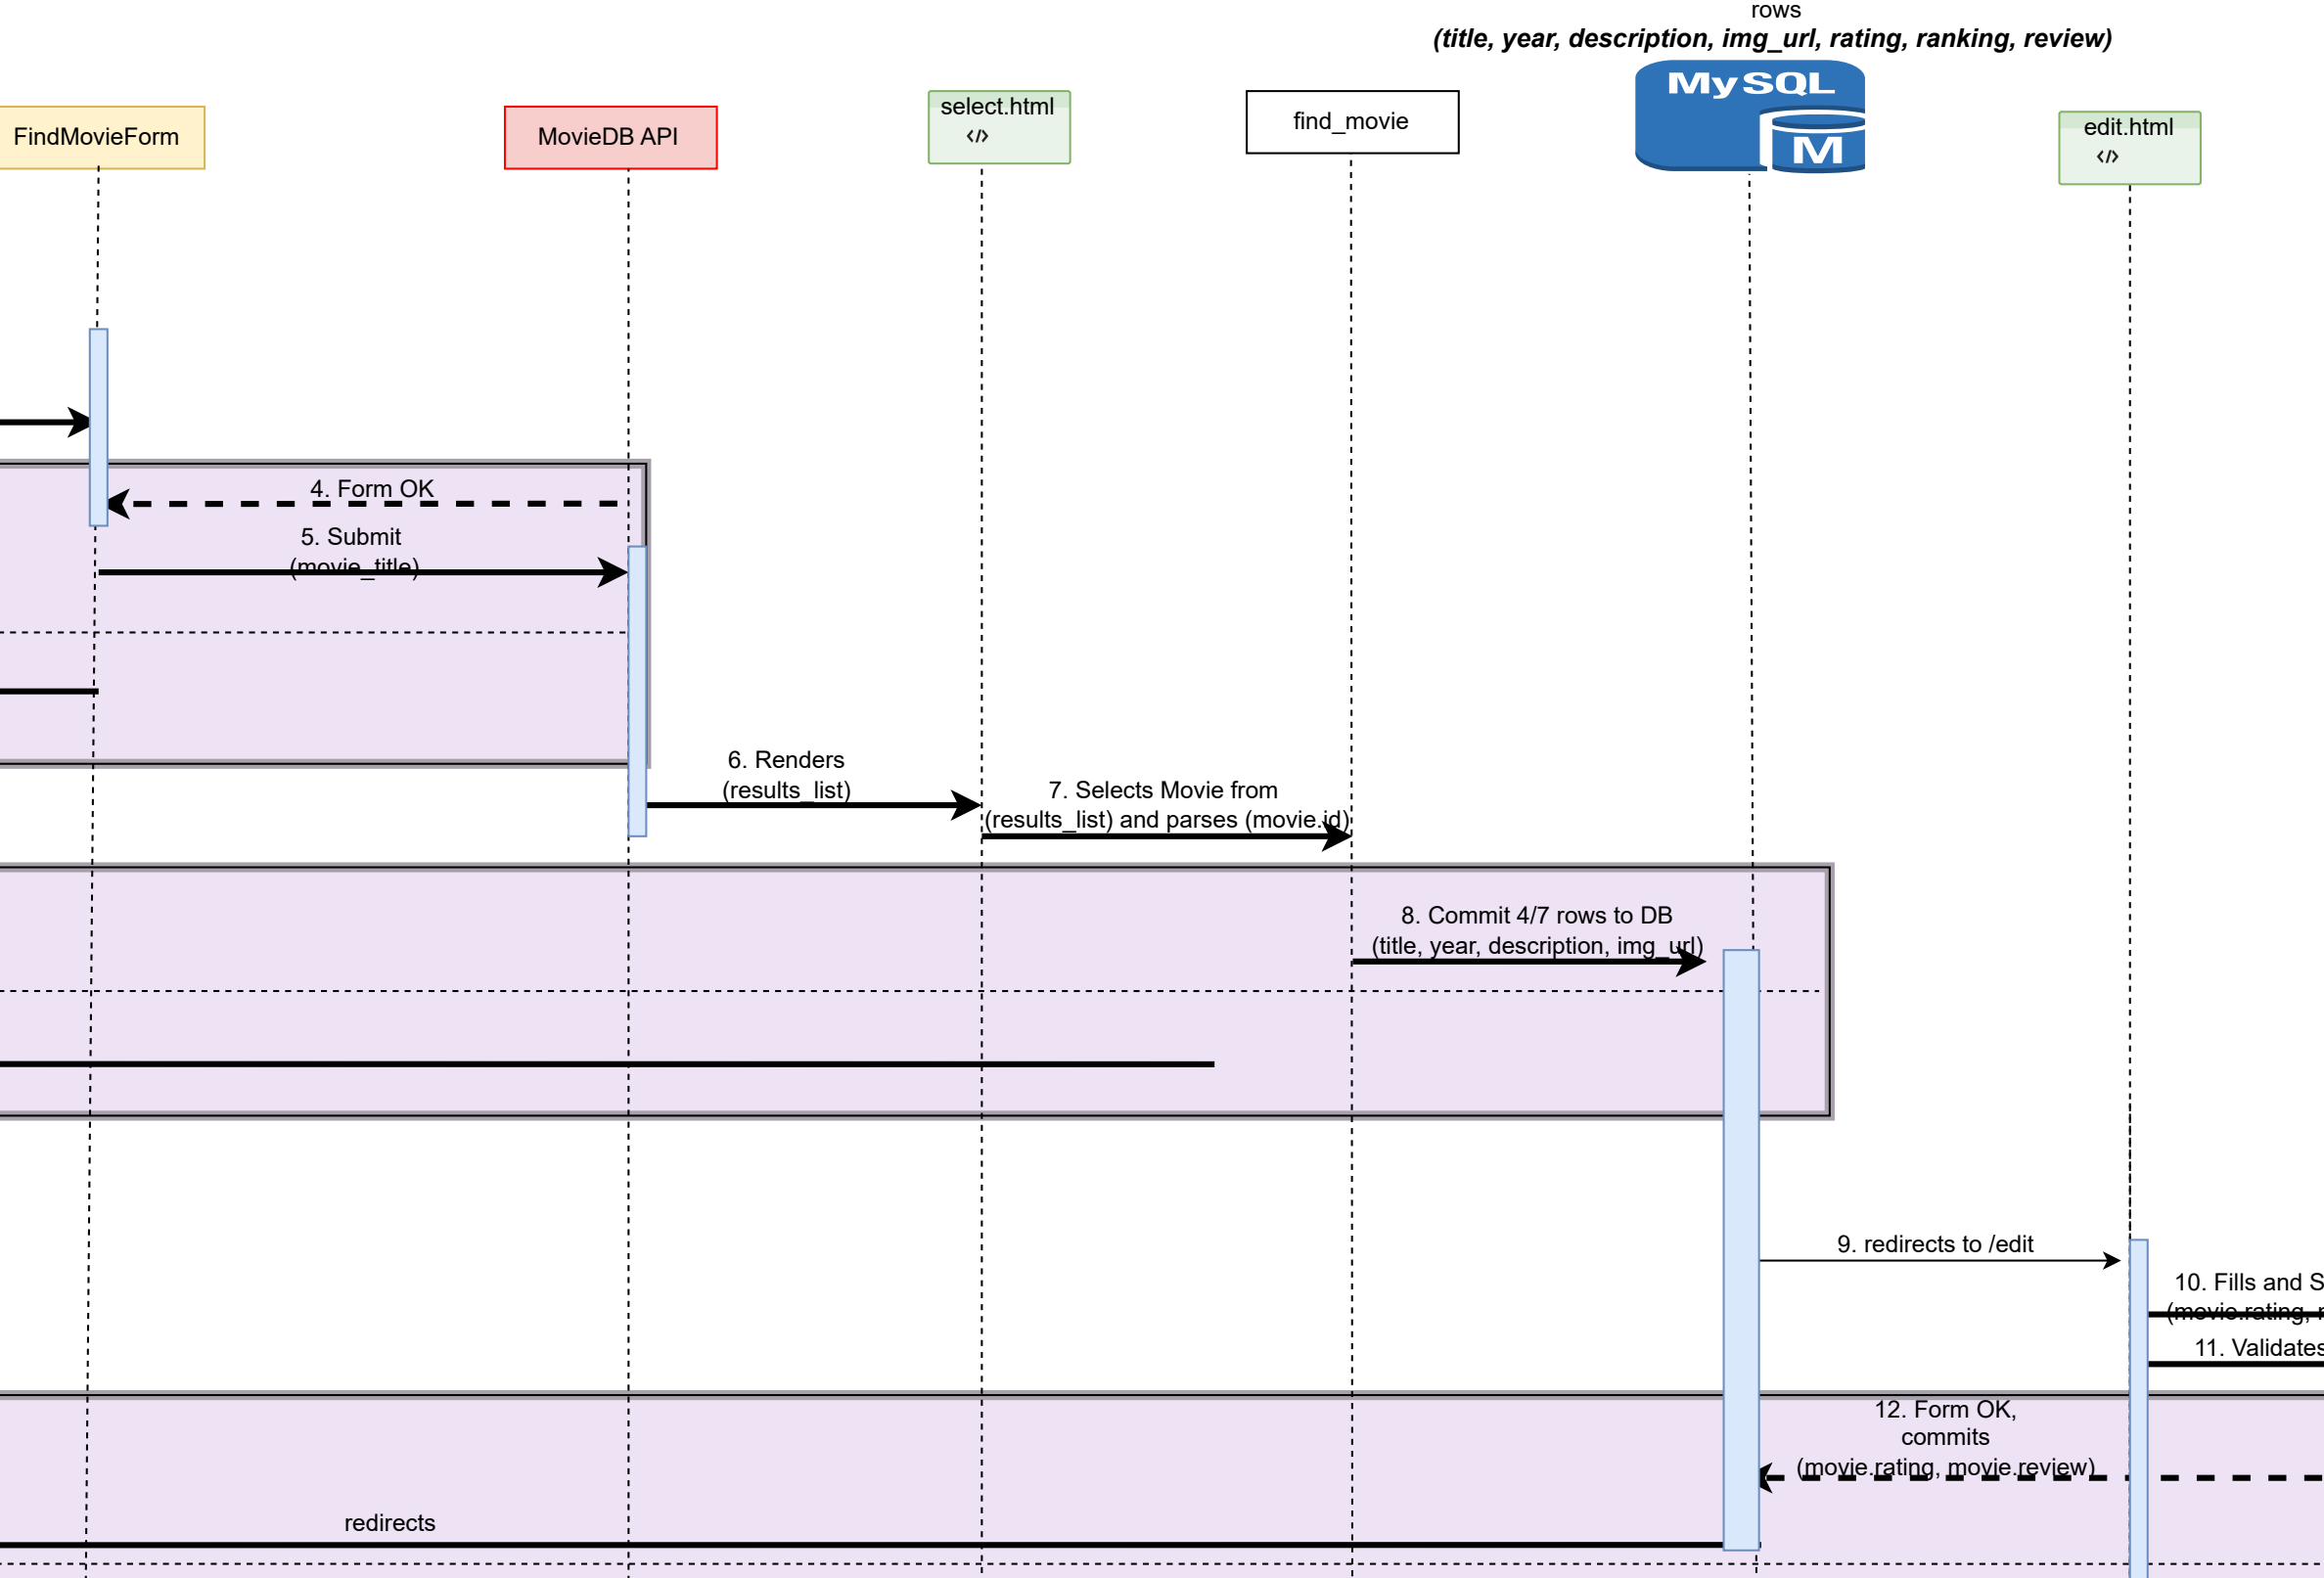 rows
(title, year, description, img_url, rating, ranking, review)
MySQL
M
FindMovieForm
MovieDB API
select.html
</>
find_movie
edit.html
</>
4. Form OK
5. Submit
(movie_title)
6. Renders
(results_list)
7. Selects Movie from
(results_list) and parses (movie.id)
8. Commit 4/7 rows to DB
(title, year, description, img_url)
9. redirects to /edit
10. Fills and S
(movie.rating,
11. Validates
12. Form OK,
commits
(movie.rating, movie.review)
redirects